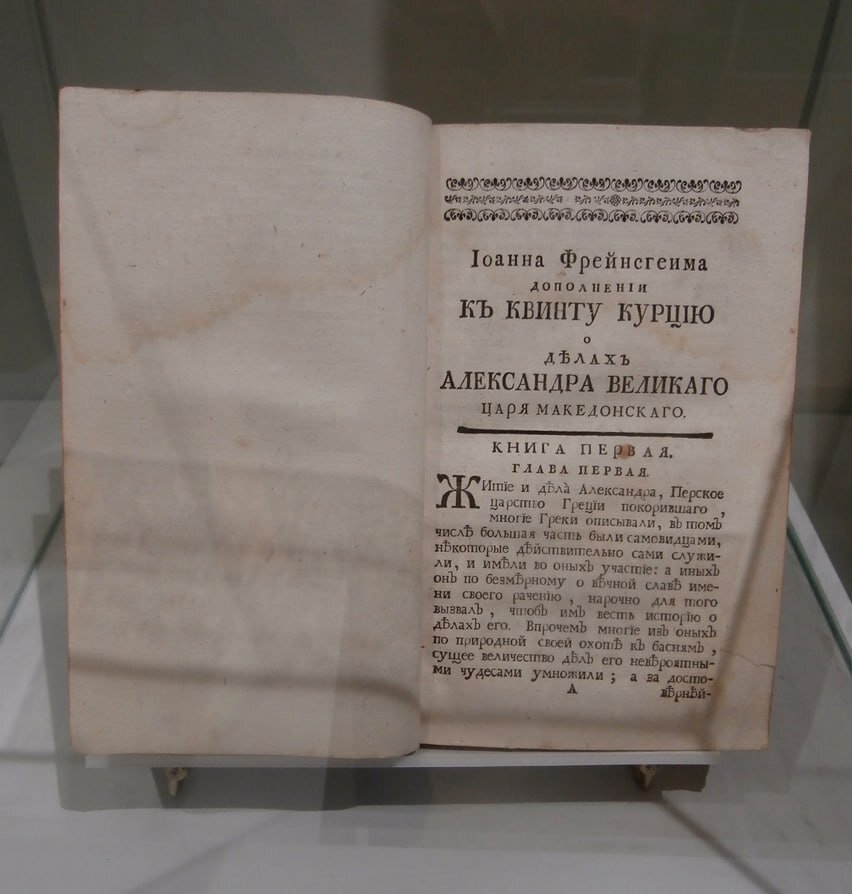 Іоанна Фрейнсгеима
ДОПОЛНЕНІИ
КЪ КВИНТУ КУРЦІЮ
О
ДѢЛАХЪ
АЛЕКСАНДРА ВЕЛИКАГО
ЦАРЯ МАКЕДОНСКАГО.
КНИГА ПЕРВАЯ.
ГЛАВА ПЕРВАЯ.
ЖИтіе и дѣла̀ Александра, Перское
царство Греціи покорившаго,
многіе Греки описывали, въ томъ
числѣ большая часть были самовидцами,
нѣкоторые дѣйствительно сами служи-
ли, и имѣли во оныхъ участіе: а иныхъ
онъ по безмѣрному о вѣчной славѣ име-
ни своего раченію, нарочно для того
вызвалъ, чтобъ имъ весть исторію о
дѣлахъ его. Впрочемъ многіе изъ оныхъ
по природной своей охотѣ къ баснямъ,
сущее величество дѣлъ его невѣроятны-
ми чудесами умножили; а за досто-
А вѣрнѣй-